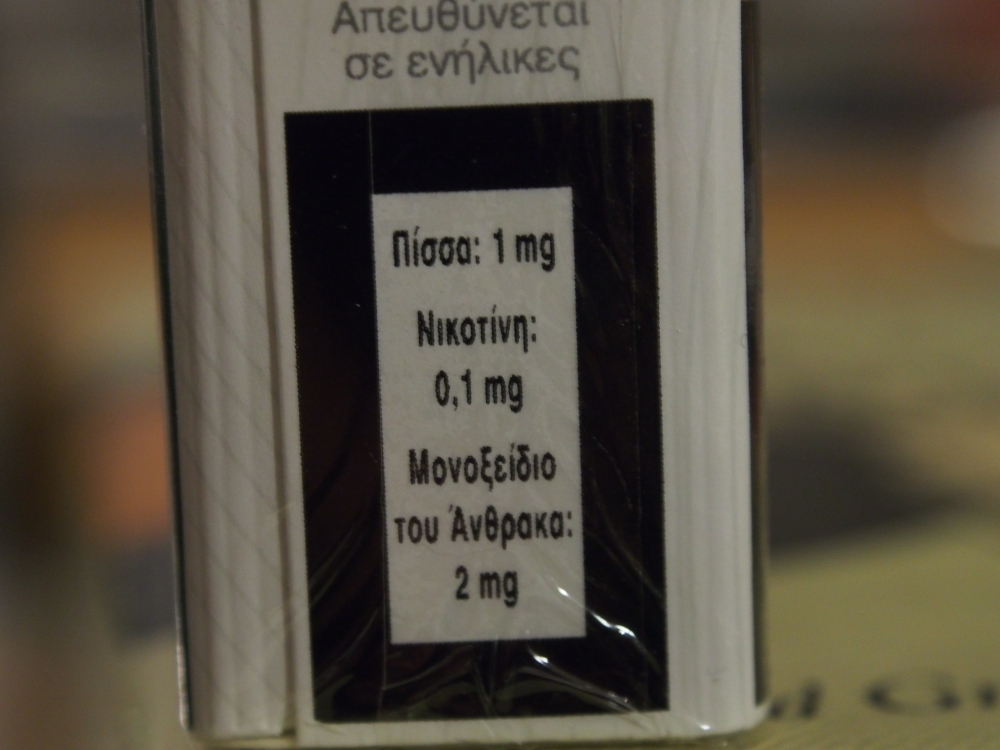 Απευθύνεται
σε ενήλικες
Πίσσα: 1 mg
Νικοτίνη:
0,1 mg
Μονοξείδιο
του Άνθρακα:
2 mg